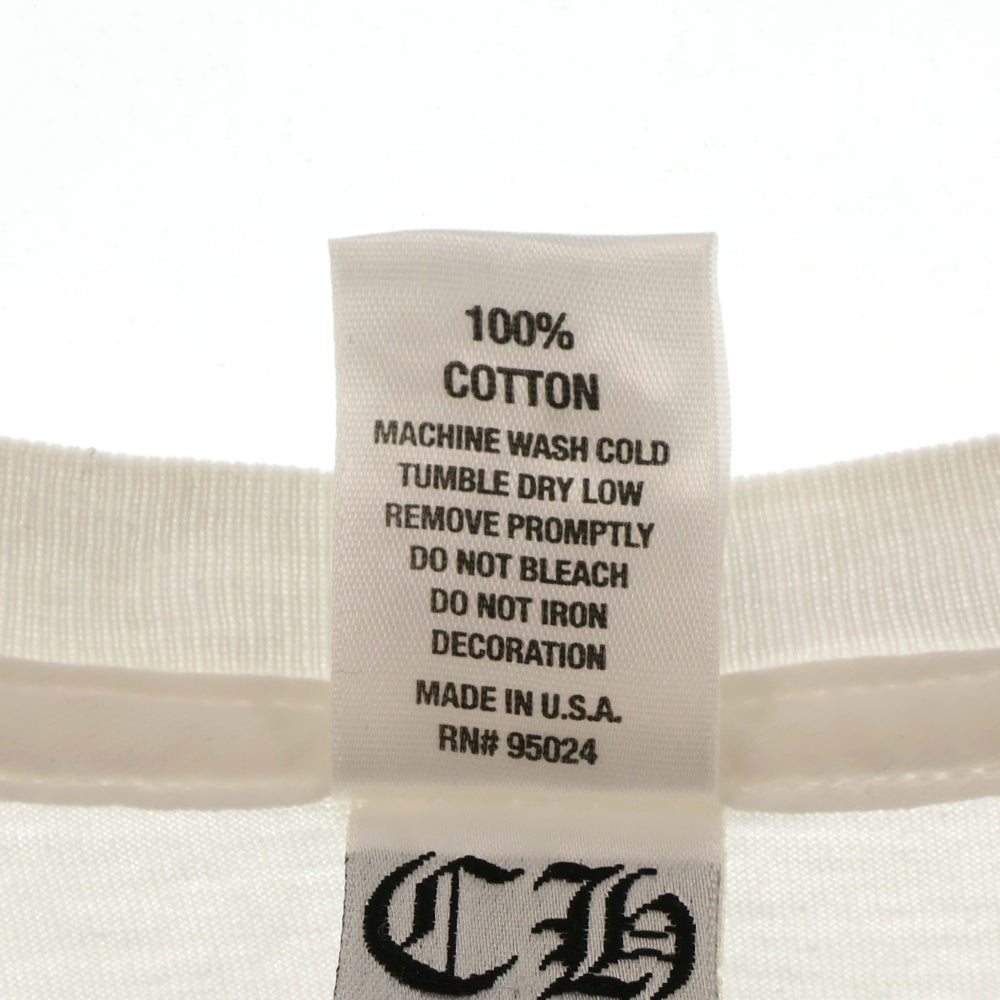 100%
COTTON
MACHINE WASH COLD
TUMBLE DRY LOW
REMOVE PROMPTLY
DO NOT BLEACH
DO NOT IRON
DECORATION
MADE IN U.S.A.
RN# 95024
CH